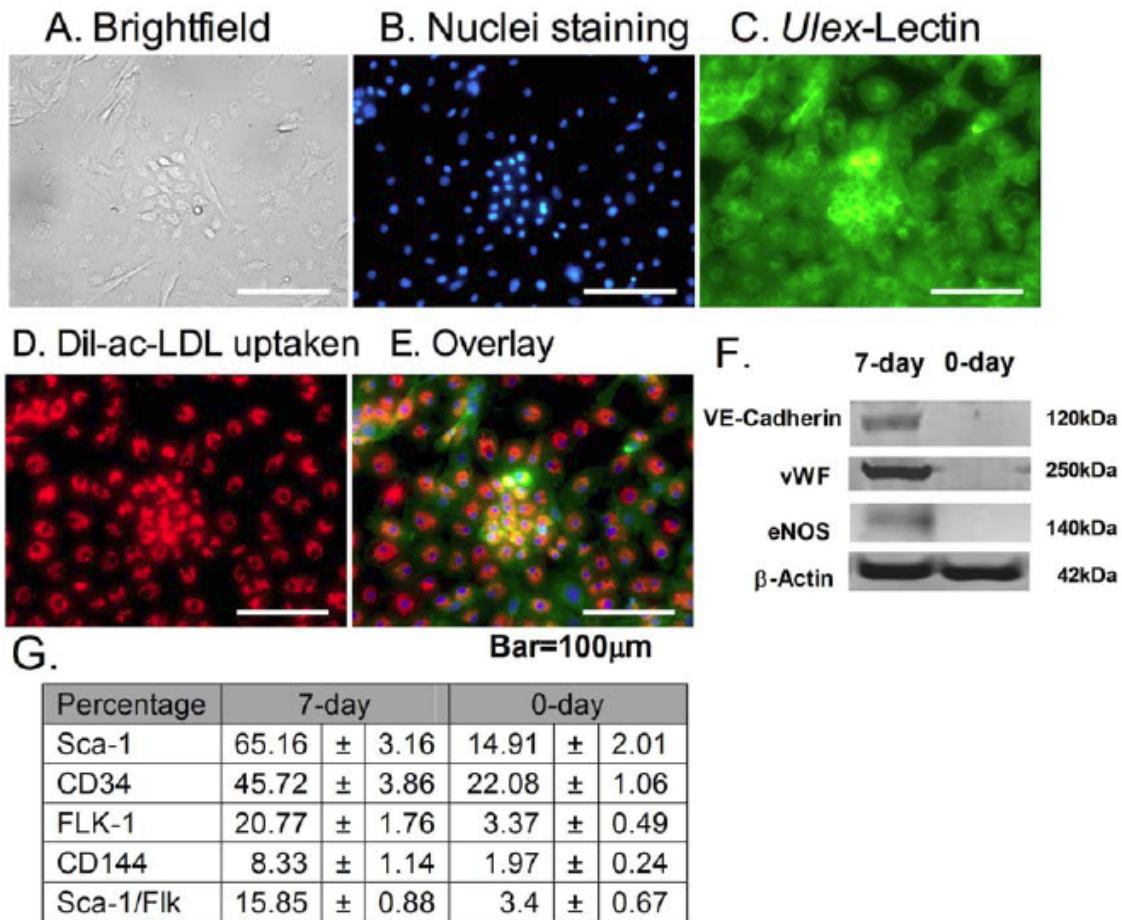 A. Brightfield
B. Nuclei staining
C. Ulex-Lectin
D. Dil-ac-LDL uptaken
E. Overlay
Bar=100μm
F.
7-day 0-day
VE-Cadherin 120kDa
vWF 250kDa
eNOS 140kDa
β-Actin 42kDa
G.
Percentage 7-day 0-day
Sca-1 65.16 ± 3.16 14.91 ± 2.01
CD34 45.72 ± 3.86 22.08 ± 1.06
FLK-1 20.77 ± 1.76 3.37 ± 0.49
CD144 8.33 ± 1.14 1.97 ± 0.24
Sca-1/Flk 15.85 ± 0.88 3.4 ± 0.67